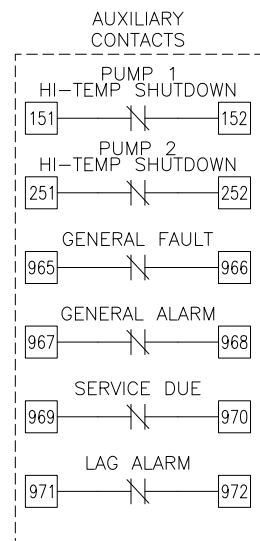 AUXILIARY
CONTACTS
PUMP 1
HI-TEMP SHUTDOWN
151 152
PUMP 2
HI-TEMP SHUTDOWN
251 252
GENERAL FAULT
965 966
GENERAL ALARM
967 968
SERVICE DUE
969 970
LAG ALARM
971 972